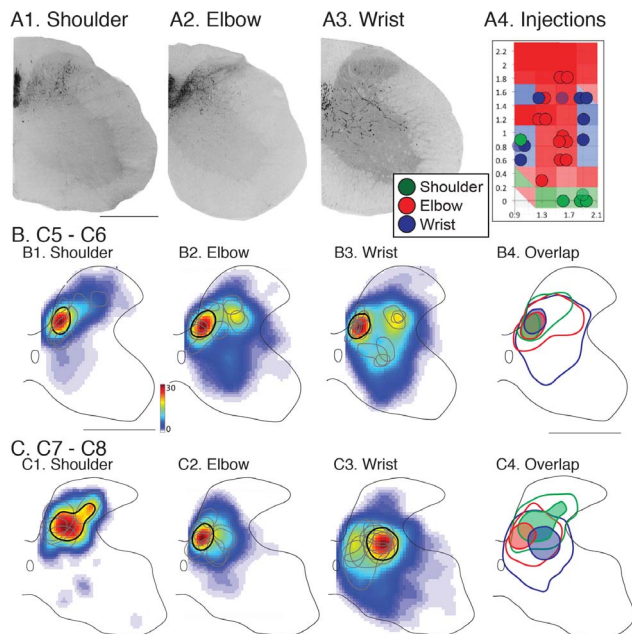 A1. Shoulder A2. Elbow A3. Wrist A4. Injections
2.2
2
1.8
1.6
1.4
1.2
1
0.8
0.6
0.4
0.2
0
0.9 1.3 1.7 2.1
Shoulder
Elbow
Wrist
B. C5 - C6
B1. Shoulder B2. Elbow B3. Wrist B4. Overlap
30
0
C. C7 - C8
C1. Shoulder C2. Elbow C3. Wrist C4. Overlap